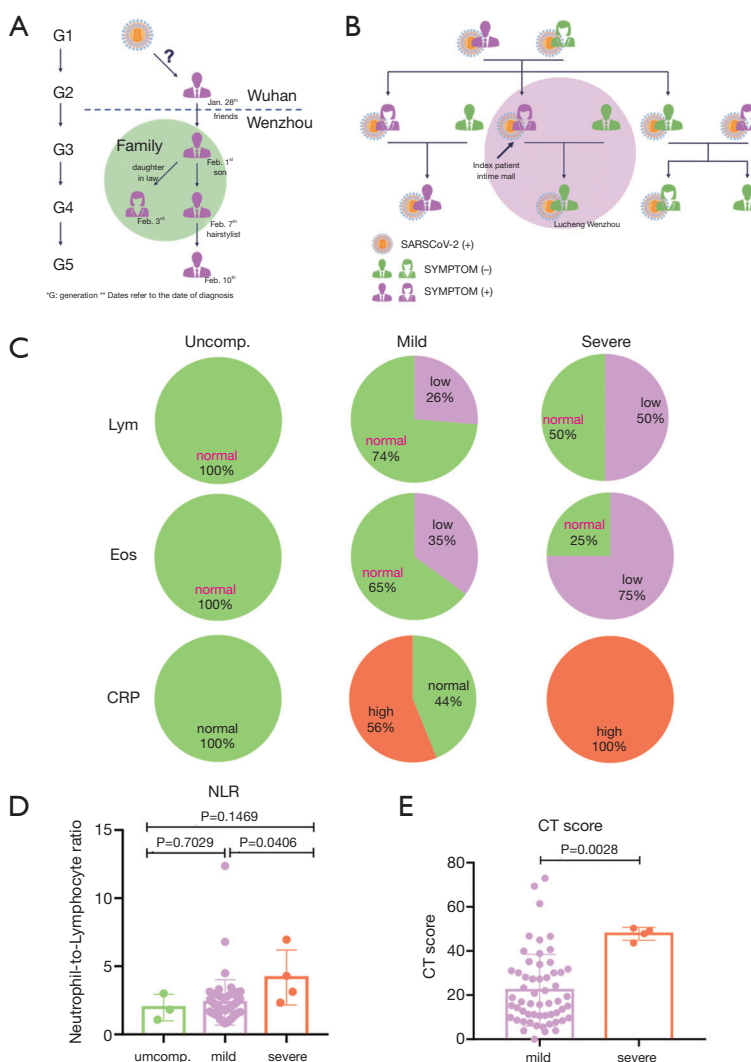 A
G1
?
G2
Wuhan
Jan. 28th
friends
Wenzhou
Family
G3
daughter
in law
Feb. 1st
son
G4
Feb. 3rd
Feb. 7th
hairstylist
G5
Feb. 10th
*G: generation ** Dates refer to the date of diagnosis
B
Index patient
intime mall
Lucheng Wenzhou
SARSCoV-2 (+)
SYMPTOM (–)
SYMPTOM (+)
C
Uncomp.
Mild
Severe
Lym
normal
100%
low
26%
normal
74%
normal
50%
low
50%
Eos
normal
100%
low
35%
normal
65%
normal
25%
low
75%
CRP
normal
100%
high
56%
normal
44%
high
100%
D
NLR
P=0.1469
P=0.7029
P=0.0406
Neutrophil-to-Lymphocyte ratio
15
10
5
0
uncomp.
mild
severe
E
CT score
P=0.0028
CT score
80
60
40
20
0
mild
severe